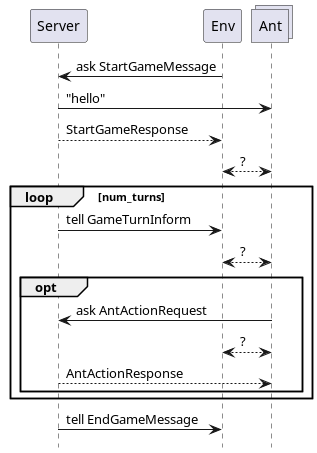 Server Env Ant
ask StartGameMessage
"hello"
StartGameResponse
?
loop [num_turns]
tell GameTurnInform
?
opt
ask AntActionRequest
?
AntActionResponse
tell EndGameMessage